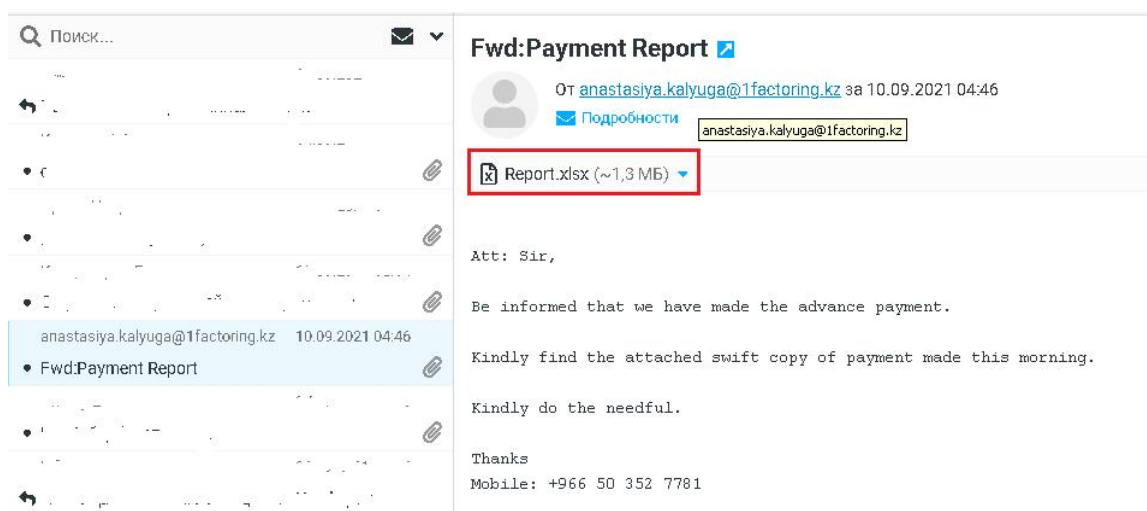 Поиск...
anastasiya.kalyuga@1factoring.kz 10.09.2021 04:46
Fwd:Payment Report
Fwd:Payment Report
От anastasiya.kalyuga@1factoring.kz за 10.09.2021 04:46
Подробности
anastasiya.kalyuga@1factoring.kz
Report.xlsx (~1,3 МБ)
Att: Sir,
Be informed that we have made the advance payment.
Kindly find the attached swift copy of payment made this morning.
Kindly do the needful.
Thanks
Mobile: +966 50 352 7781